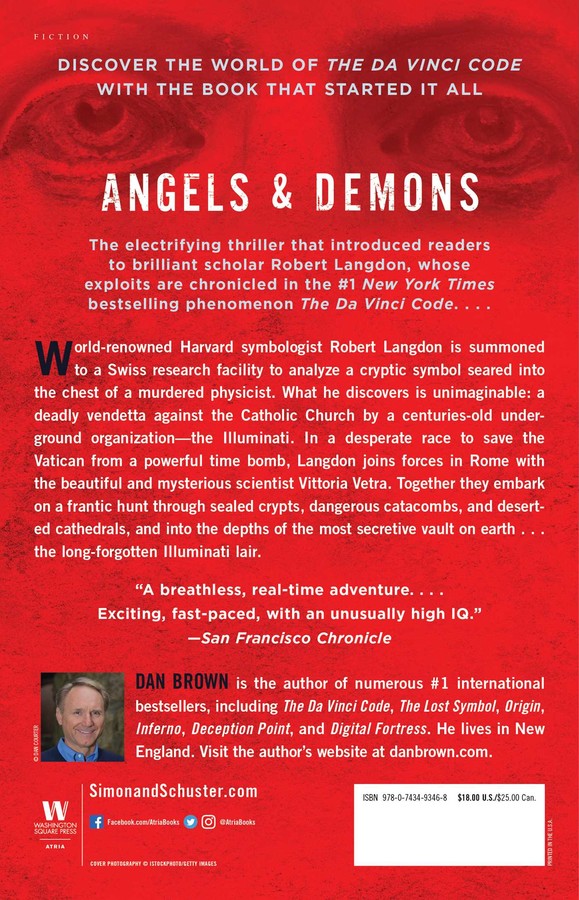 FICTION
DISCOVER THE WORLD OF THE DA VINCI CODE
WITH THE BOOK THAT STARTED IT ALL
ANGELS & DEMONS
The electrifying thriller that introduced readers
to brilliant scholar Robert Langdon, whose
exploits are chronicled in the #1 New York Times
bestselling phenomenon The Da Vinci Code. . . .
World-renowned Harvard symbologist Robert Langdon is summoned
to a Swiss research facility to analyze a cryptic symbol seared into
the chest of a murdered physicist. What he discovers is unimaginable: a
deadly vendetta against the Catholic Church by a centuries-old under-
ground organization—the Illuminati. In a desperate race to save the
Vatican from a powerful time bomb, Langdon joins forces in Rome with
the beautiful and mysterious scientist Vittoria Vetra. Together they embark
on a frantic hunt through sealed crypts, dangerous catacombs, and desert-
ed cathedrals, and into the depths of the most secretive vault on earth . . .
the long-forgotten Illuminati lair.
“A breathless, real-time adventure. . . .
Exciting, fast-paced, with an unusually high IQ.”
—San Francisco Chronicle
DAN BROWN is the author of numerous #1 international
bestsellers, including The Da Vinci Code, The Lost Symbol, Origin,
Inferno, Deception Point, and Digital Fortress. He lives in New
England. Visit the author’s website at danbrown.com.
© DAN COURTER
SimonandSchuster.com
W
WASHINGTON
SQUARE PRESS
ATRIA
Facebook.com/AtriaBooks @AtriaBooks
COVER PHOTOGRAPHY © ISTOCKPHOTO/GETTY IMAGES
ISBN 978-0-7434-9346-8 $18.00 U.S./$25.00 Can.
PRINTED IN THE U.S.A.